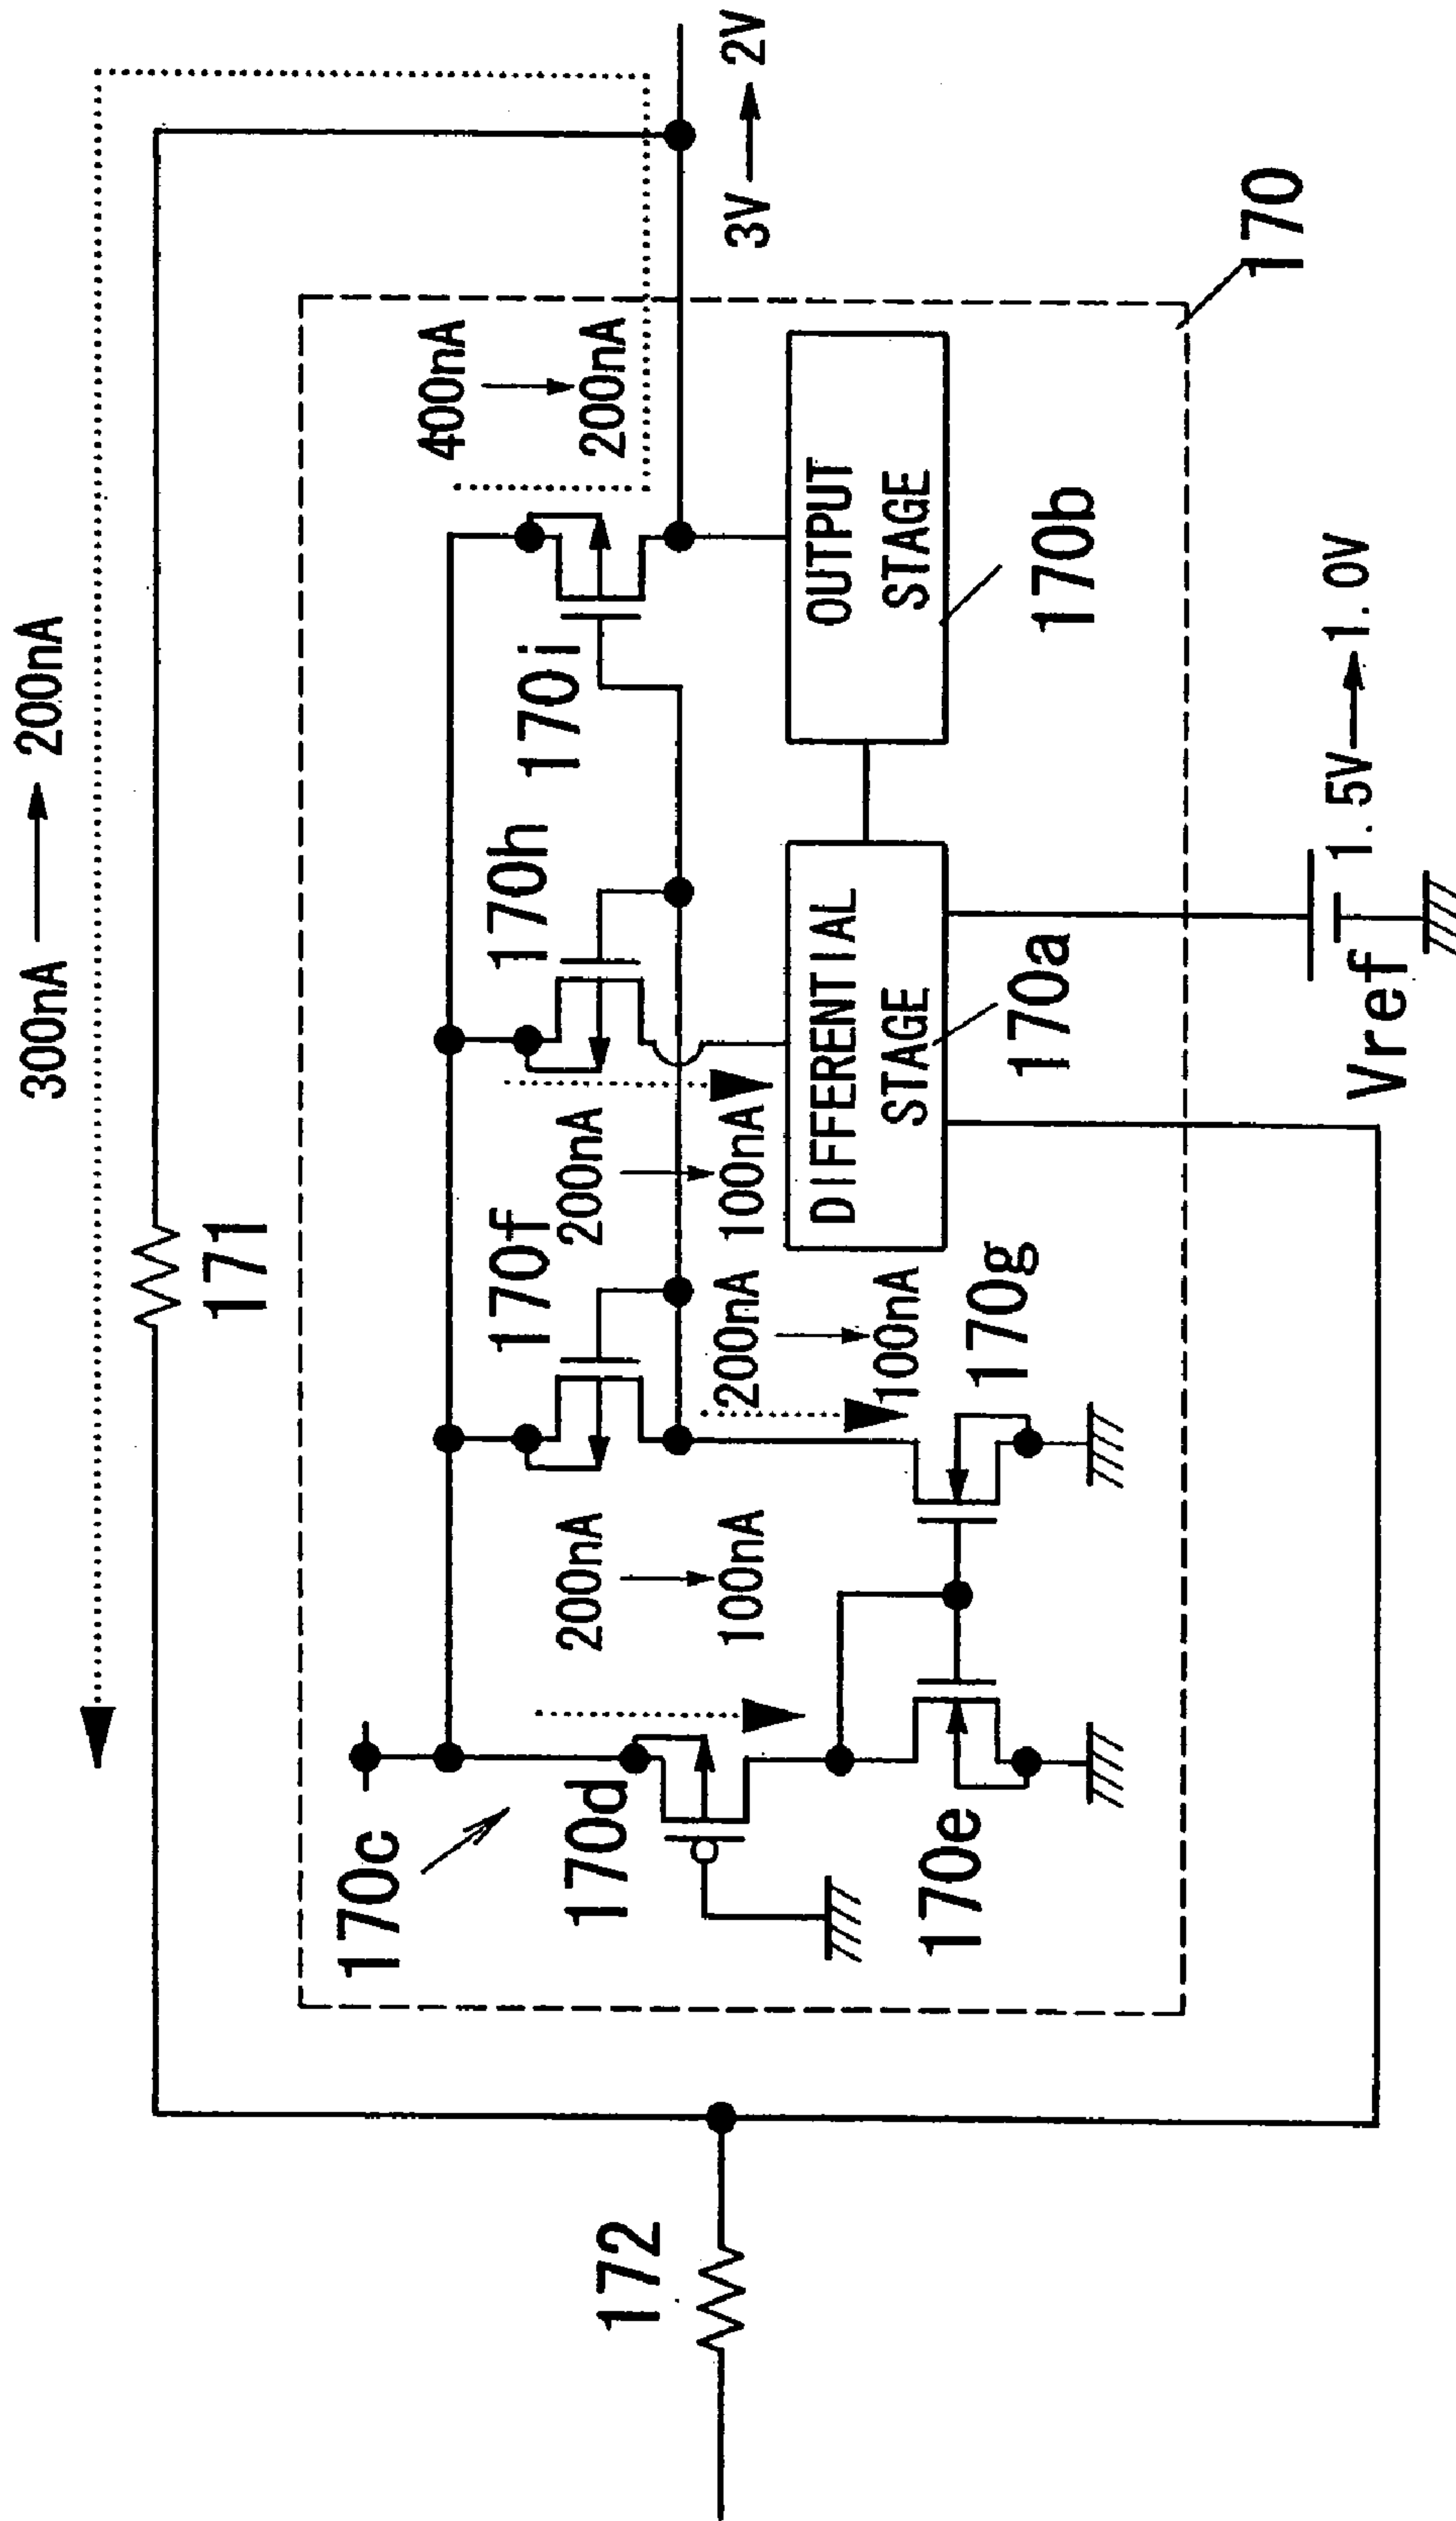 300nA → 200nA
171
172
170c
400nA → 200nA
170i
170h
170f
170d
200nA → 100nA
200nA → 100nA
200nA → 100nA
3V → 2V
OUTPUT
STAGE
170b
DIFFERENTIAL
STAGE
170a
170g
170e
170
1.5V → 1.0V
Vref